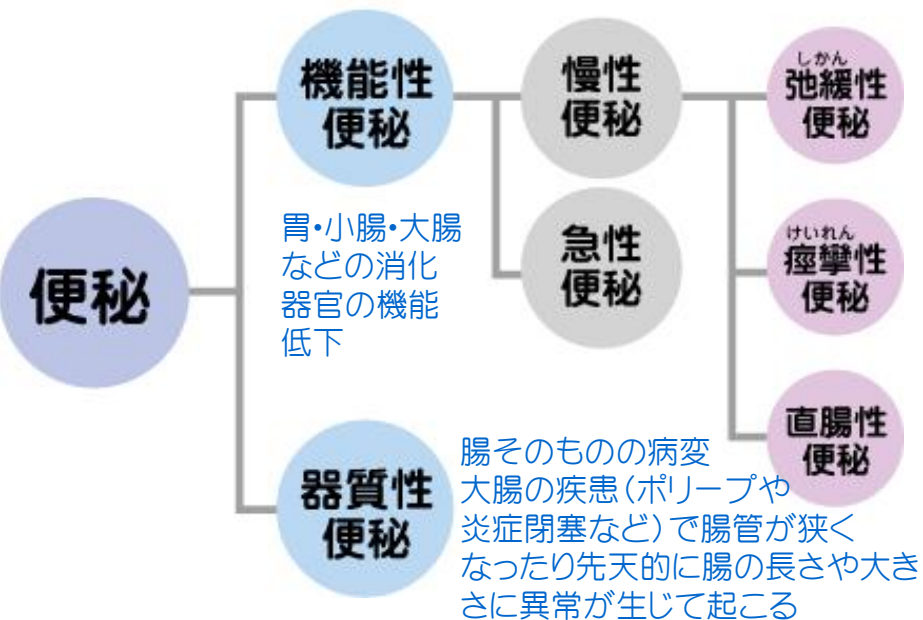 便秘
機能性
便秘
胃・小腸・大腸
などの消化
器官の機能
低下
慢性
便秘
急性
便秘
しかん
弛緩性
便秘
けいれん
痙攣性
便秘
直腸性
便秘
器質性
便秘
腸そのものの病変
大腸の疾患(ポリープや
炎症閉塞など)で腸管が狭く
なったり先天的に腸の長さや大き
さに異常が生じて起こる